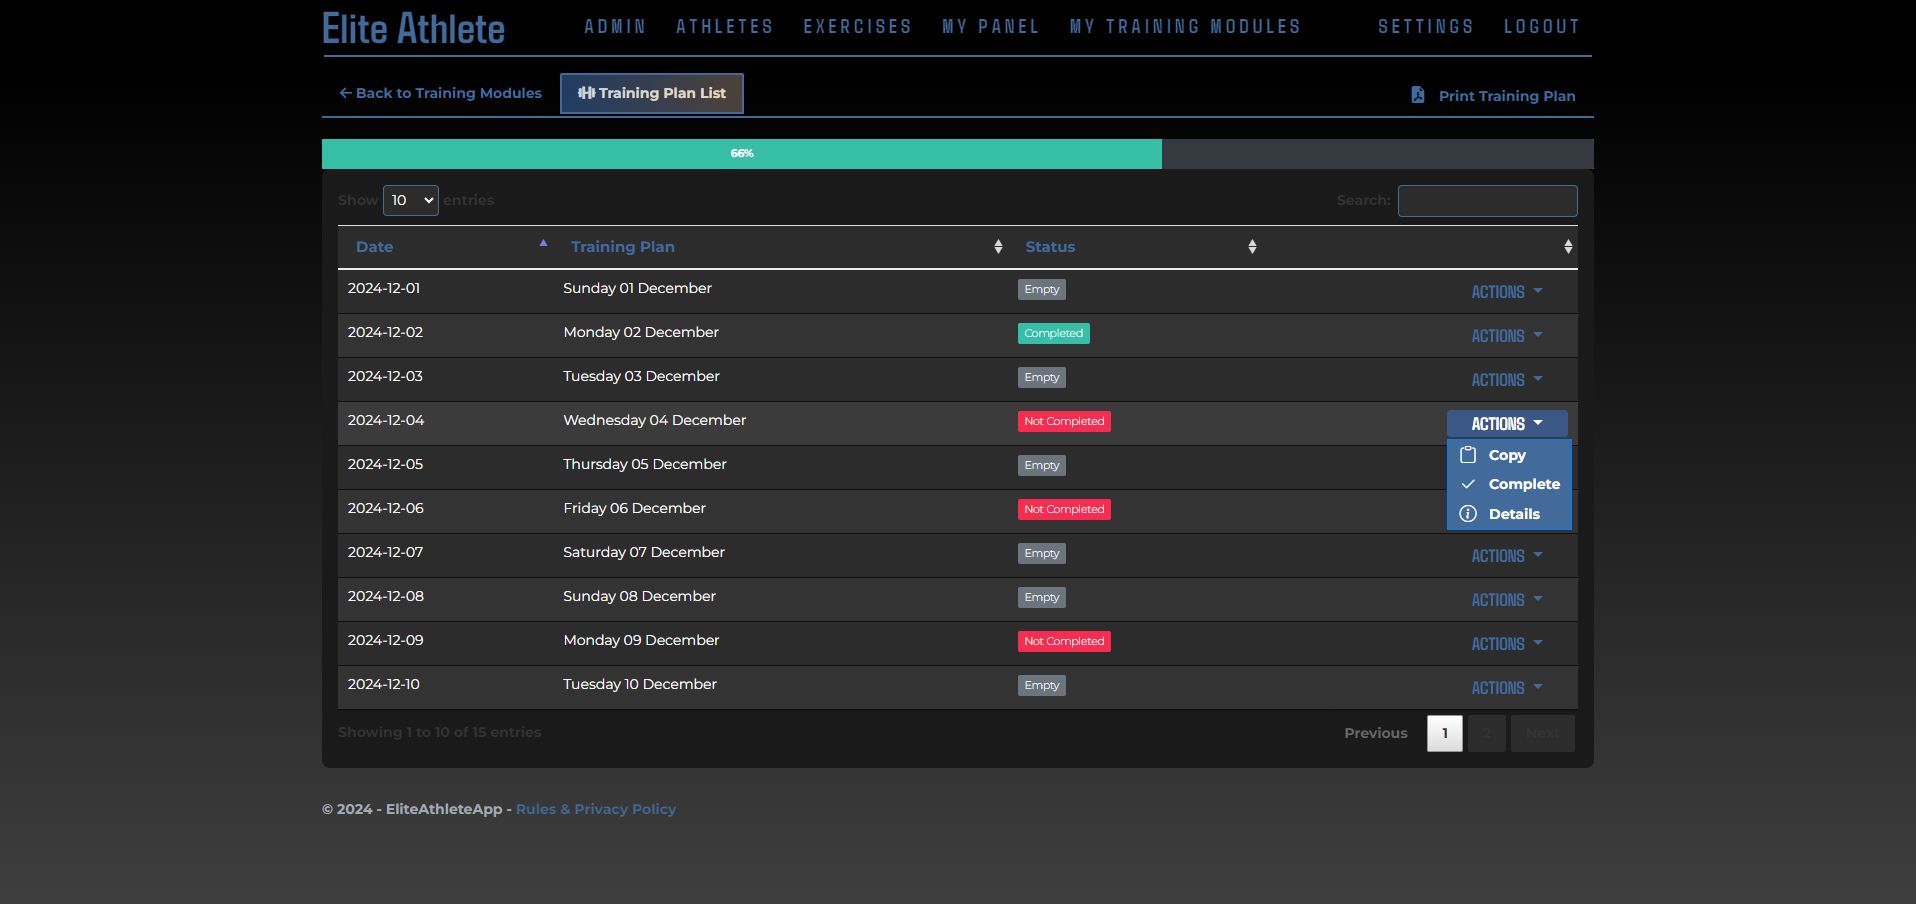 Elite Athlete ADMIN ATHLETES EXERCISES MY PANEL MY TRAINING MODULES SETTINGS LOGOUT
Back to Training Modules Training Plan List Print Training Plan
66%
Show 10 entries Search:
Date Training Plan Status
2024-12-01 Sunday 01 December Empty ACTIONS
2024-12-02 Monday 02 December Completed ACTIONS
2024-12-03 Tuesday 03 December Empty ACTIONS
2024-12-04 Wednesday 04 December Not Completed ACTIONS
Copy
2024-12-05 Thursday 05 December Empty
Complete
2024-12-06 Friday 06 December Not Completed
Details
2024-12-07 Saturday 07 December Empty ACTIONS
2024-12-08 Sunday 08 December Empty ACTIONS
2024-12-09 Monday 09 December Not Completed ACTIONS
2024-12-10 Tuesday 10 December Empty ACTIONS
Showing 1 to 10 of 15 entries Previous 1 2 Next
© 2024 - EliteAthleteApp - Rules & Privacy Policy